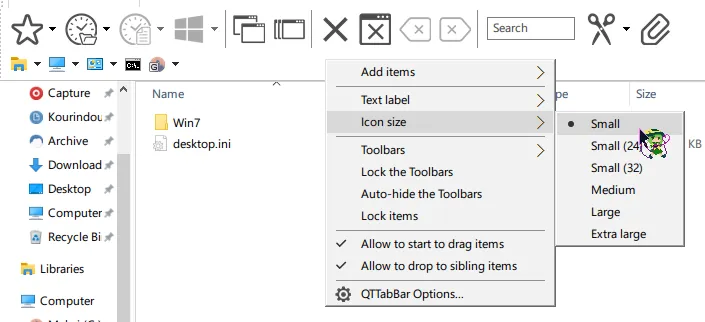 Search
Add items
Text label
Icon size
Toolbars
Lock the Toolbars
Auto-hide the Toolbars
Lock items
Allow to start to drag items
Allow to drop to sibling items
QTTabBar Options...
Small
Small (24)
Small (32)
Medium
Large
Extra large
Name
Size
Win7
desktop.ini
KB
Capture
Kourindou
Archive
Download
Desktop
Computer
Recycle Bi
Libraries
Computer